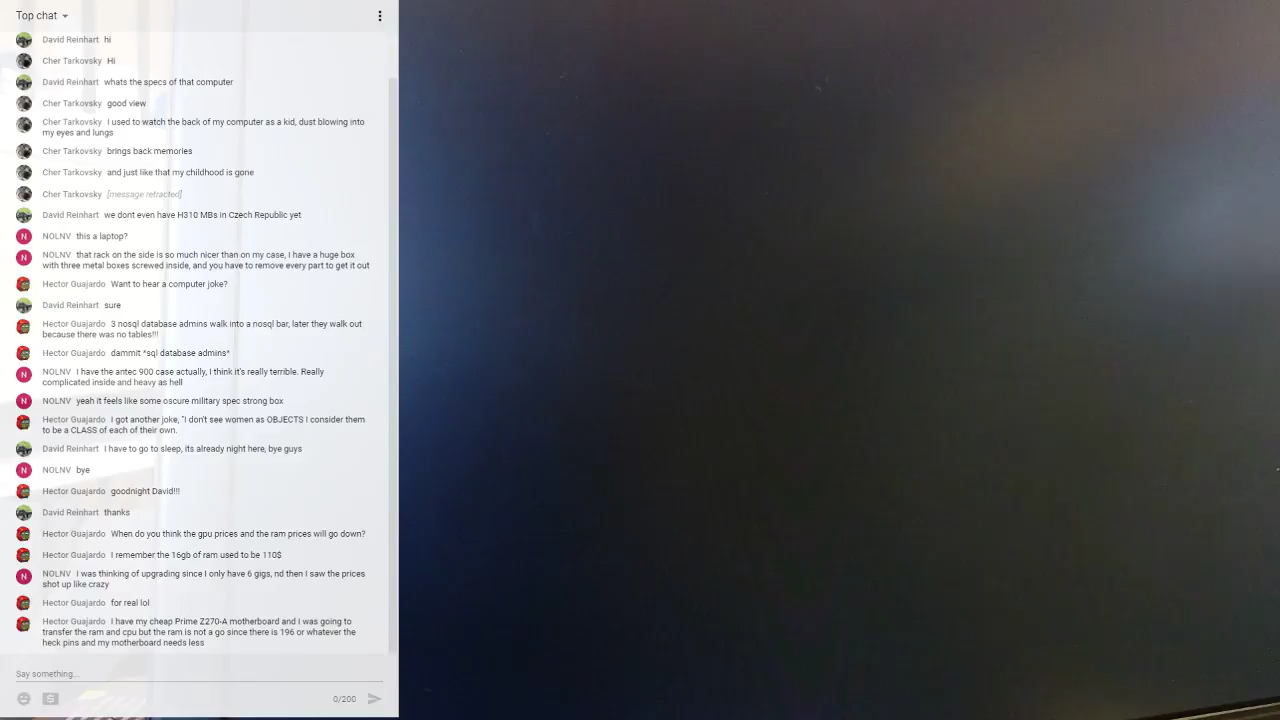 Top chat
David Reinhart hi
Cher Tarkovsky Hi
David Reinhart whats the specs of that computer
Cher Tarkovsky good view
Cher Tarkovsky I used to watch the back of my computer as a kid, dust blowing into
my eyes and lungs
Cher Tarkovsky brings back memories
Cher Tarkovsky and just like that my childhood is gone
Cher Tarkovsky [message retracted]
David Reinhart we dont even have H310 MBs in Czech Republic yet
N NOLNV this a laptop?
N NOLNV that rack on the side is so much nicer than on my case, I have a huge box
with three metal boxes screwed inside, and you have to remove every part to get it out
Hector Guajardo Want to hear a computer joke?
David Reinhart sure
Hector Guajardo 3 nosql database admins walk into a nosql bar, later they walk out
because there was no tables!!!
Hector Guajardo dammit *sql database admins*
N NOLNV I have the antec 900 case actually, I think it's really terrible. Really
complicated inside and heavy as hell
N NOLNV yeah it feels like some oscure military spec strong box
Hector Guajardo I got another joke, "I don't see women as OBJECTS I consider them
to be a CLASS of each of their own.
David Reinhart I have to go to sleep, its already night here, bye guys
N NOLNV bye
Hector Guajardo goodnight David!!!
David Reinhart thanks
Hector Guajardo When do you think the gpu prices and the ram prices will go down?
Hector Guajardo I remember the 16gb of ram used to be 110$
N NOLNV I was thinking of upgrading since I only have 6 gigs, nd then I saw the prices
shot up like crazy
Hector Guajardo for real lol
Hector Guajardo I have my cheap Prime Z270-A motherboard and I was going to
transfer the ram and cpu but the ram is not a go since there is 196 or whatever the
heck pins and my motherboard needs less
Say something...
0/200